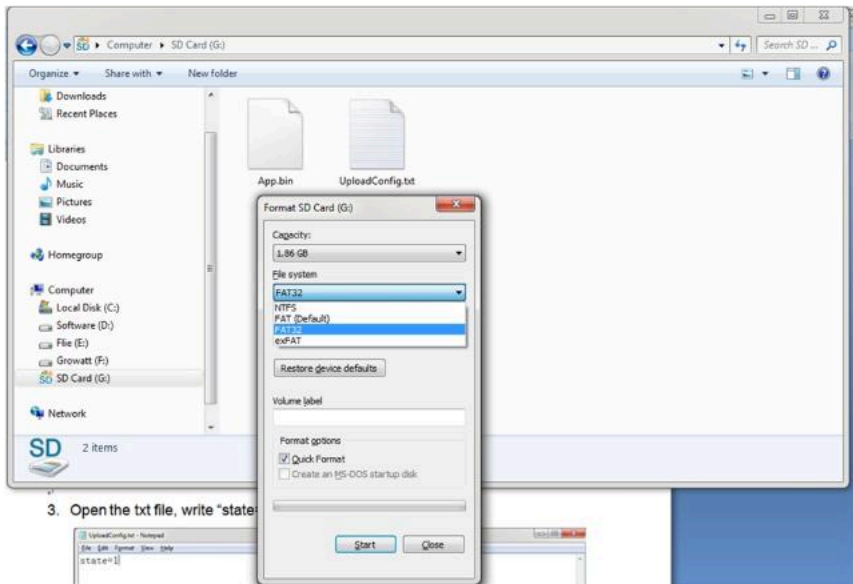 Computer ▸ SD Card (G:)
Search SD ...
Organize ▾ Share with ▾ New folder
Downloads
Recent Places
Libraries
Documents
Music
Pictures
Videos
Homegroup
Computer
Local Disk (C:)
Software (D:)
Flie (E:)
Growatt (F:)
SD Card (G:)
Network
App.bin
UploadConfig.txt
SD 2 items
Format SD Card (G:)
Capacity:
1.86 GB
File system
FAT32
NTFS
FAT (Default)
FAT32
exFAT
Restore device defaults
Volume label
Format options
Quick Format
Create an MS-DOS startup disk
Start
Close
3. Open the txt file, write "state=
UploadConfig.txt - Notepad
File Edit Format View Help
state=1